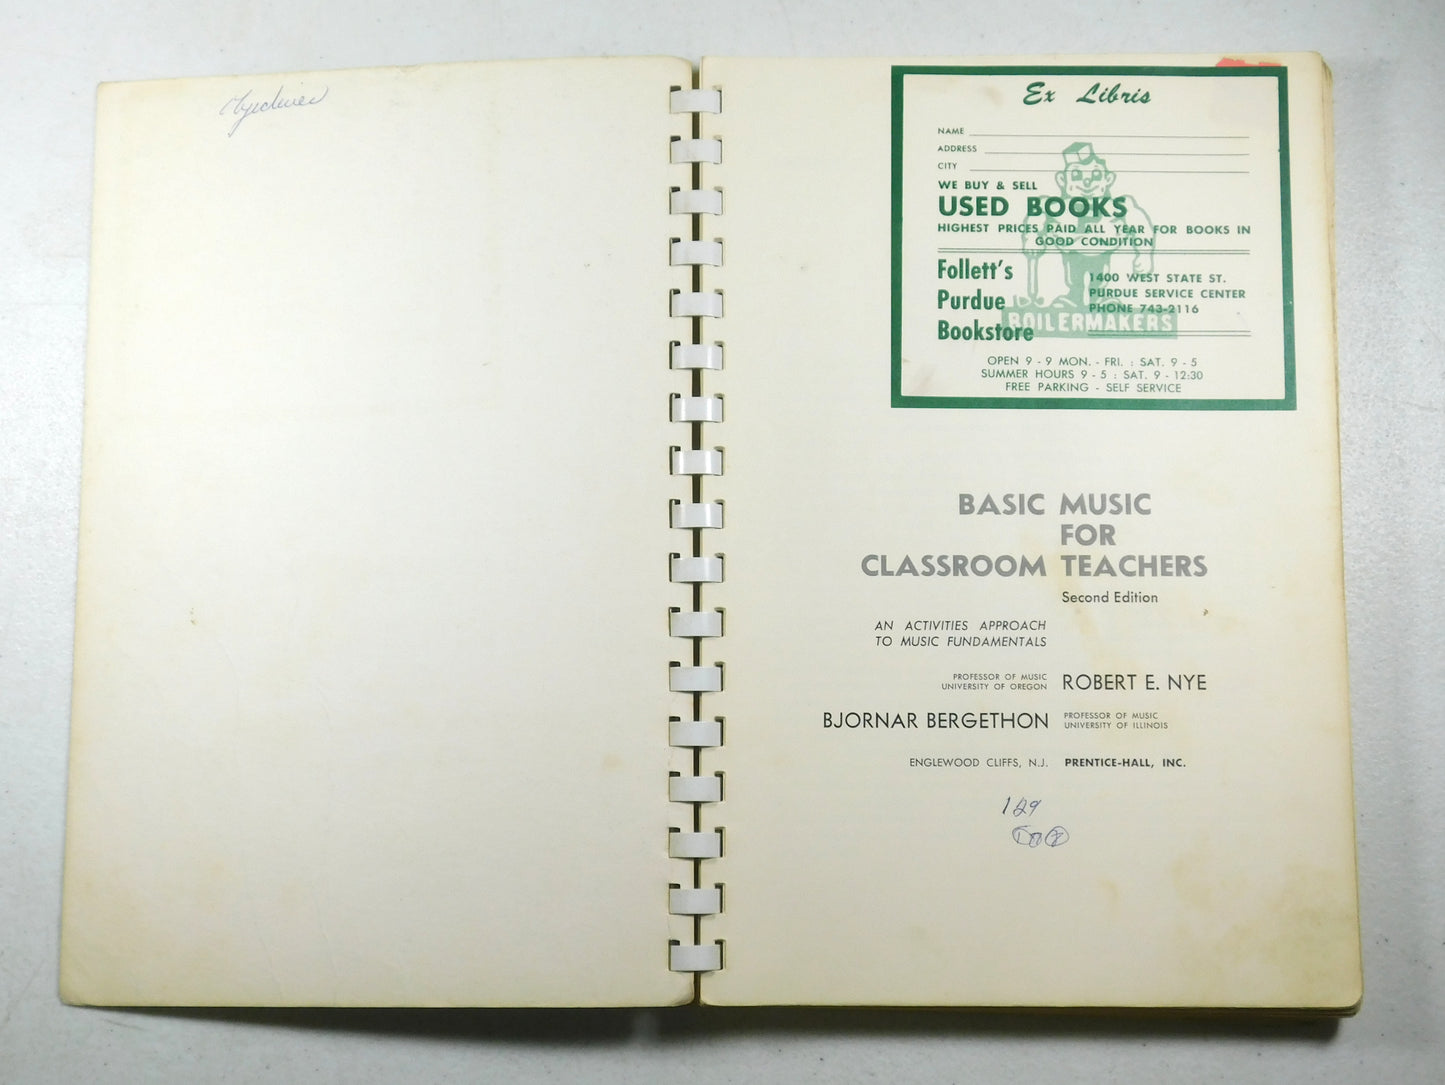 Ex Libris
NAME
ADDRESS
CITY
WE BUY & SELL
USED BOOKS
HIGHEST PRICES PAID ALL YEAR FOR BOOKS IN
GOOD CONDITION
Follett's
Purdue
Bookstore
1400 WEST STATE ST.
PURDUE SERVICE CENTER
PHONE 743-2116
BOILERMAKERS
OPEN 9 - 9 MON. - FRI. : SAT. 9 - 5
SUMMER HOURS 9 - 5 : SAT. 9 - 12:30
FREE PARKING - SELF SERVICE
BASIC MUSIC
FOR
CLASSROOM TEACHERS
Second Edition
AN ACTIVITIES APPROACH
TO MUSIC FUNDAMENTALS
PROFESSOR OF MUSIC
UNIVERSITY OF OREGON
ROBERT E. NYE
BJORNAR BERGETHON
PROFESSOR OF MUSIC
UNIVERSITY OF ILLINOIS
ENGLEWOOD CLIFFS, N.J. PRENTICE-HALL, INC.
129